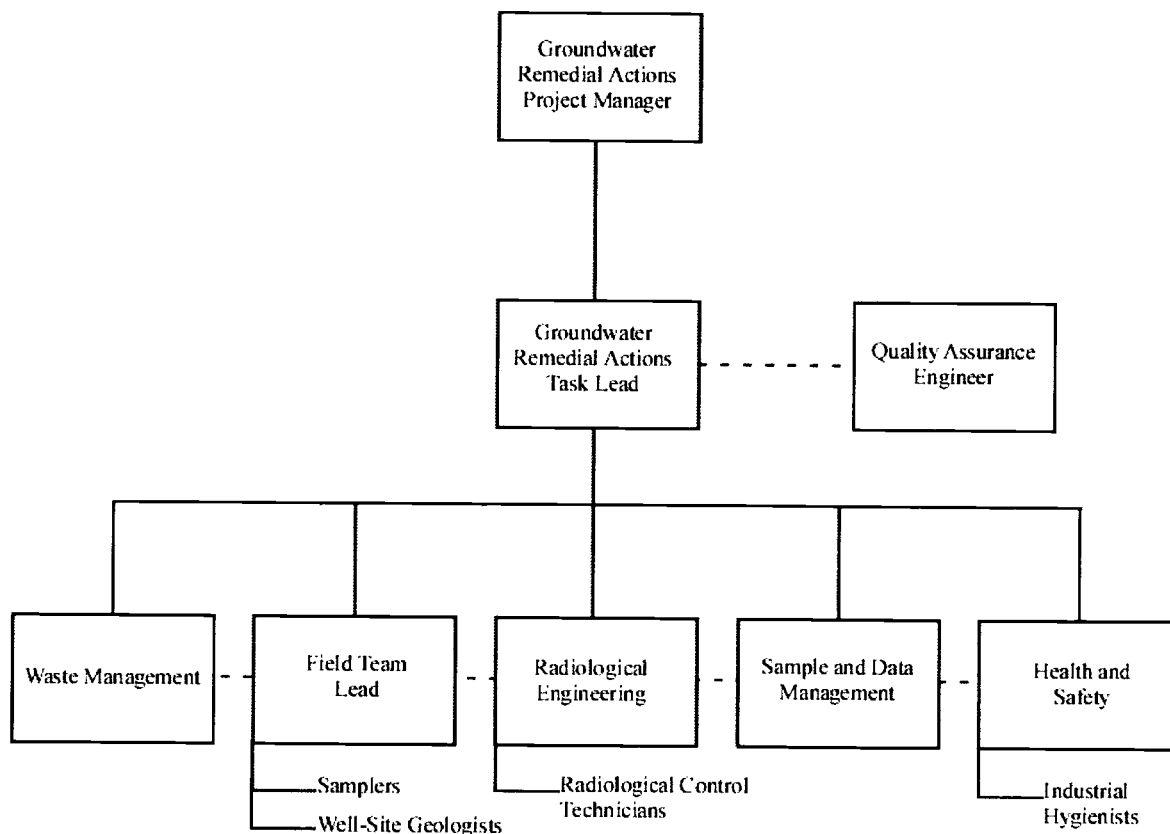 Groundwater
Remedial Actions
Project Manager
Groundwater
Remedial Actions
Task Lead
Quality Assurance
Engineer
Waste Management
Field Team
Lead
Radiological
Engineering
Sample and Data
Management
Health and
Safety
Samplers
Well-Site Geologists
Radiological Control
Technicians
Industrial
Hygienists